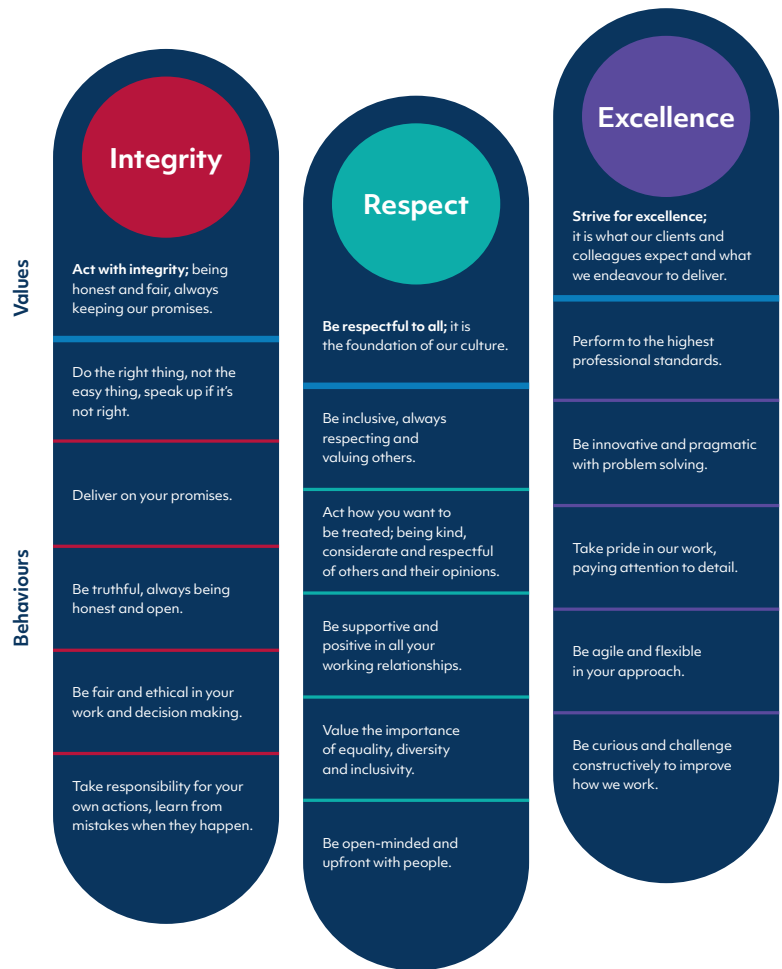 Values
Behaviours
Integrity
Act with integrity; being
honest and fair, always
keeping our promises.
Do the right thing, not the
easy thing, speak up if it’s
not right.
Deliver on your promises.
Be truthful, always being
honest and open.
Be fair and ethical in your
work and decision making.
Take responsibility for your
own actions, learn from
mistakes when they happen.
Respect
Be respectful to all; it is
the foundation of our culture.
Be inclusive, always
respecting and
valuing others.
Act how you want to
be treated; being kind,
considerate and respectful
of others and their opinions.
Be supportive and
positive in all your
working relationships.
Value the importance
of equality, diversity
and inclusivity.
Be open-minded and
upfront with people.
Excellence
Strive for excellence;
it is what our clients and
colleagues expect and what
we endeavour to deliver.
Perform to the highest
professional standards.
Be innovative and pragmatic
with problem solving.
Take pride in our work,
paying attention to detail.
Be agile and flexible
in your approach.
Be curious and challenge
constructively to improve
how we work.